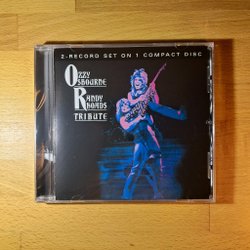 2-RECORD SET ON 1 COMPACT DISC
OZZY
OSBOURNE
RANDY
RHOADS
TRIBUTE